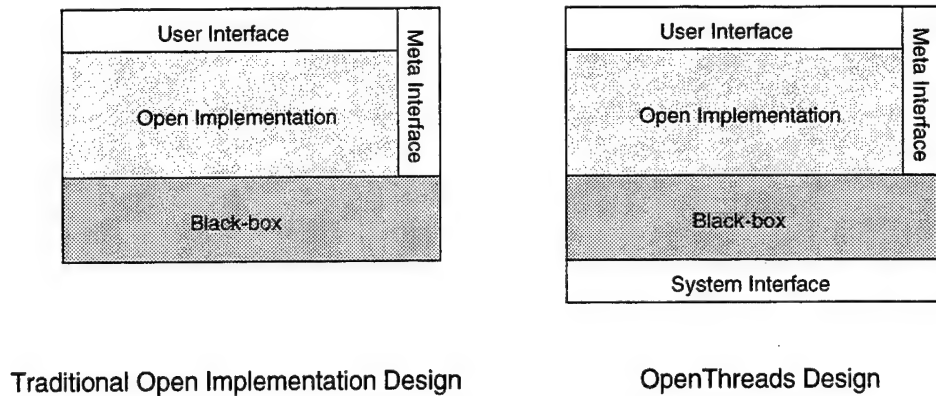 User Interface
Meta Interface
Open Implementation
Black-box
Traditional Open Implementation Design
User Interface
Meta Interface
Open Implementation
Black-box
System Interface
OpenThreads Design